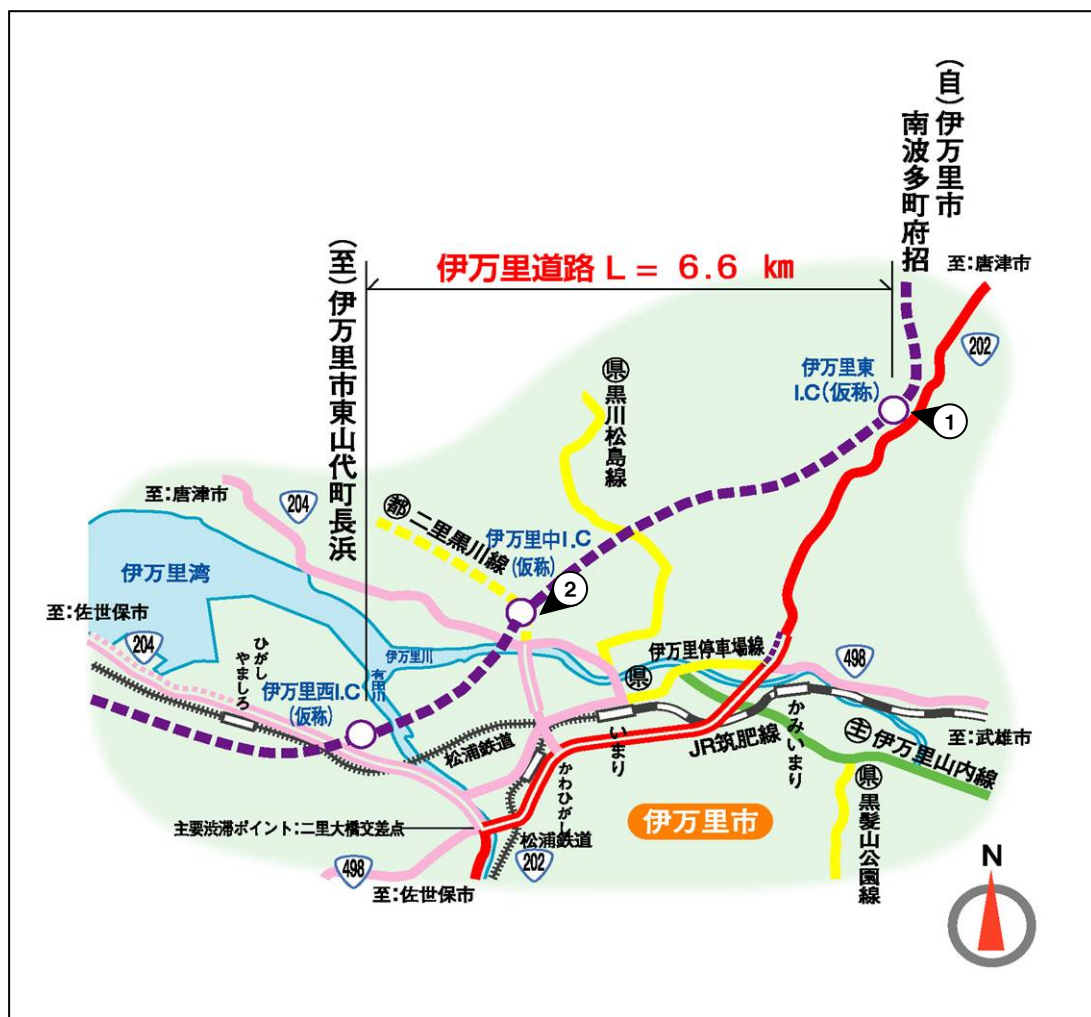 (自)伊万里市
南波多町府招
(至)伊万里市東山代町長浜
伊万里道路 L = 6.6 km
至:唐津市
202
伊万里東
I.C(仮称)
1
県黒川松島線
至:唐津市
204
都二里黒川線
伊万里中I.C
(仮称)
2
伊万里湾
至:佐世保市
204
ひがし
やましろ
伊万里川
有田川
伊万里西I.C
(仮称)
伊万里停車場線
県
498
松浦鉄道
いまり
JR筑肥線
かみいまり
主伊万里山内線
至:武雄市
かわひがし
主要渋滞ポイント:二里大橋交差点
松浦鉄道
伊万里市
県黒髪山公園線
498
202
至:佐世保市
N